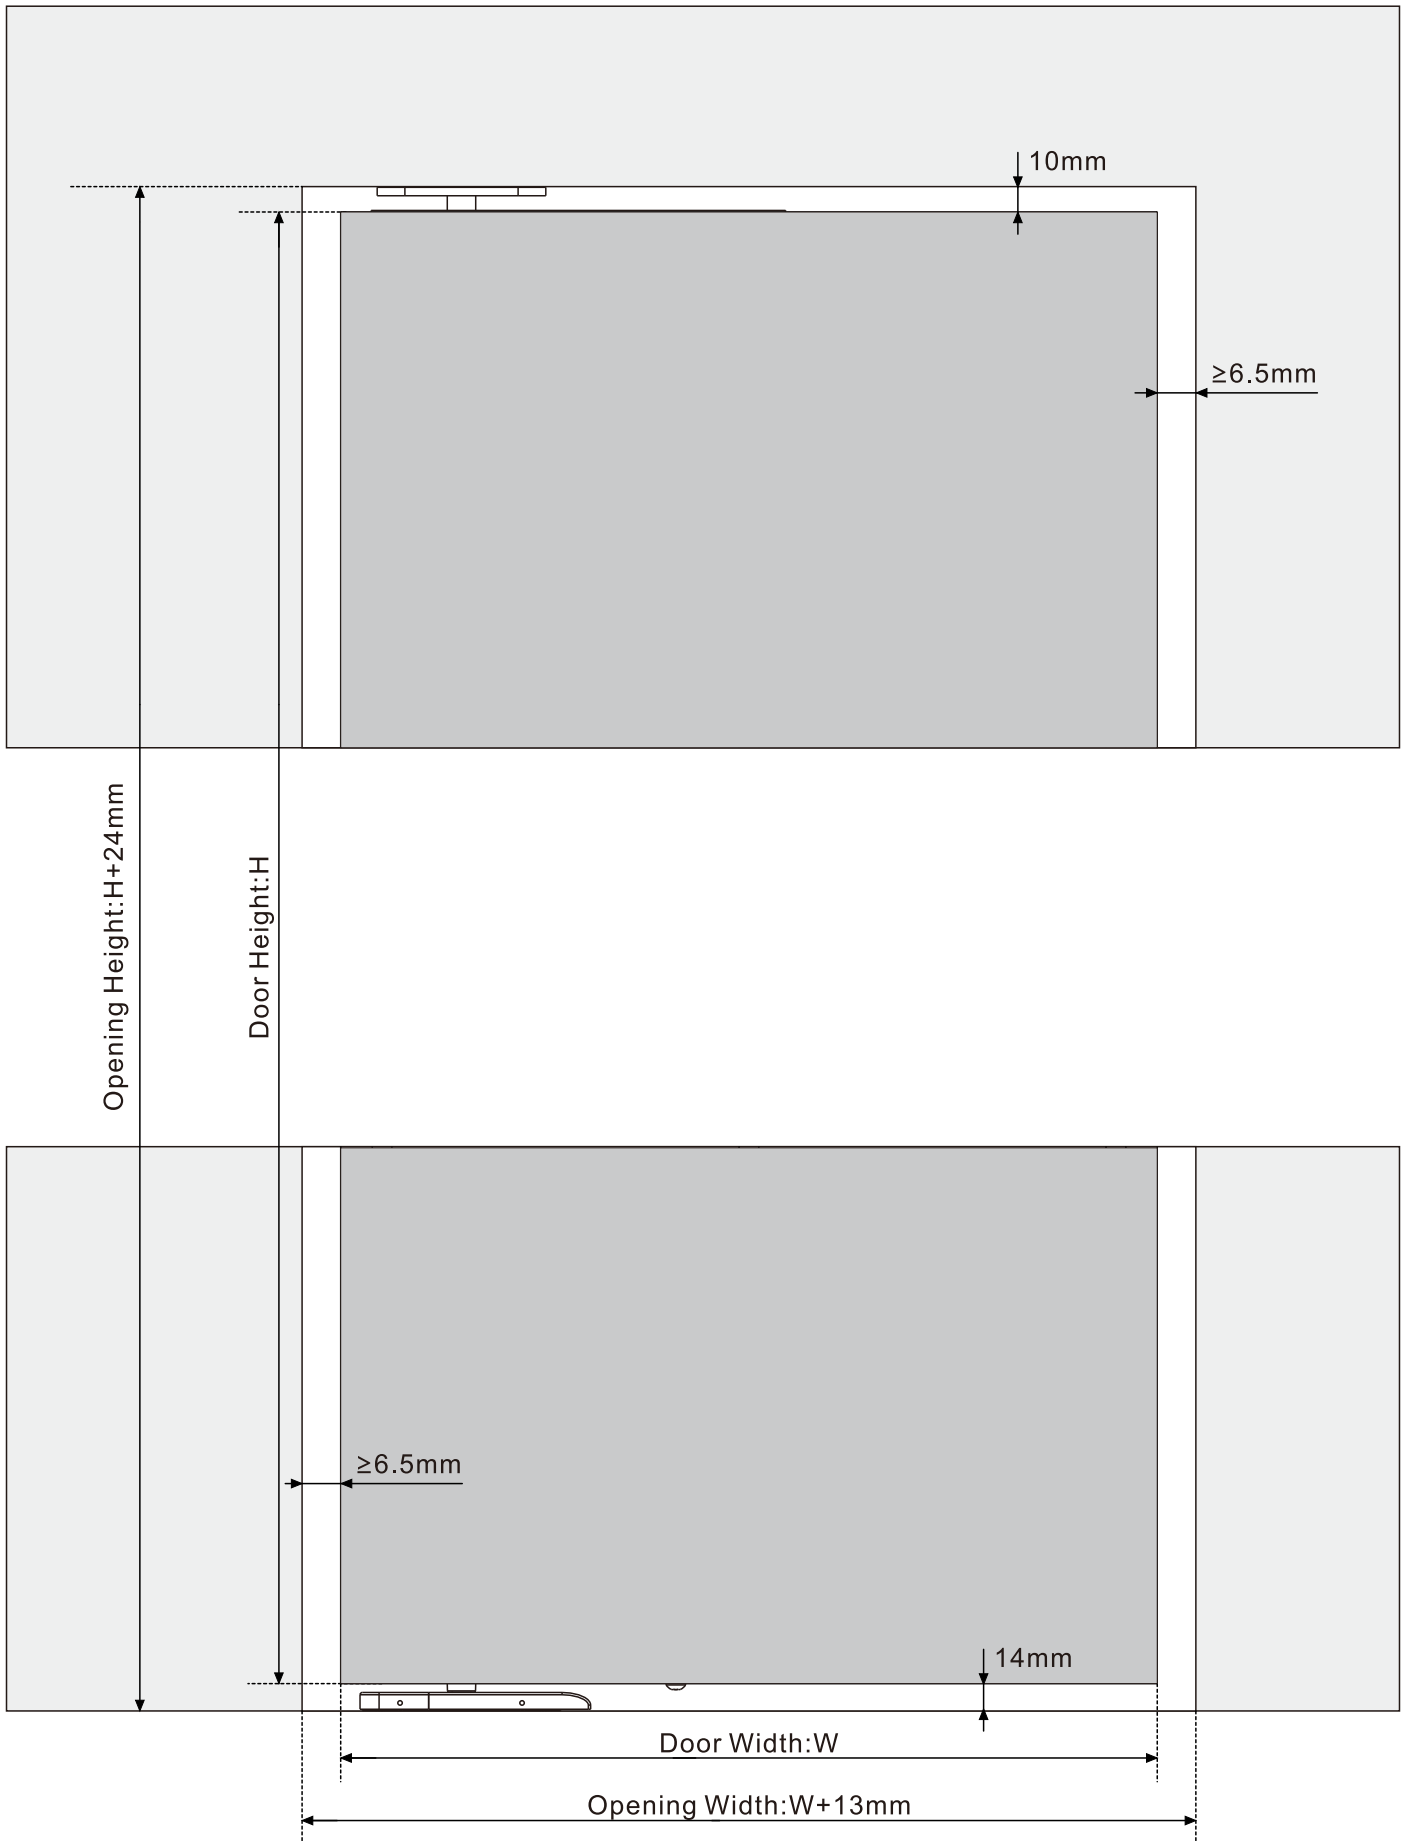 10mm
≥6.5mm
Opening Height:H+24mm
Door Height:H
≥6.5mm
14mm
Door Width:W
Opening Width:W+13mm